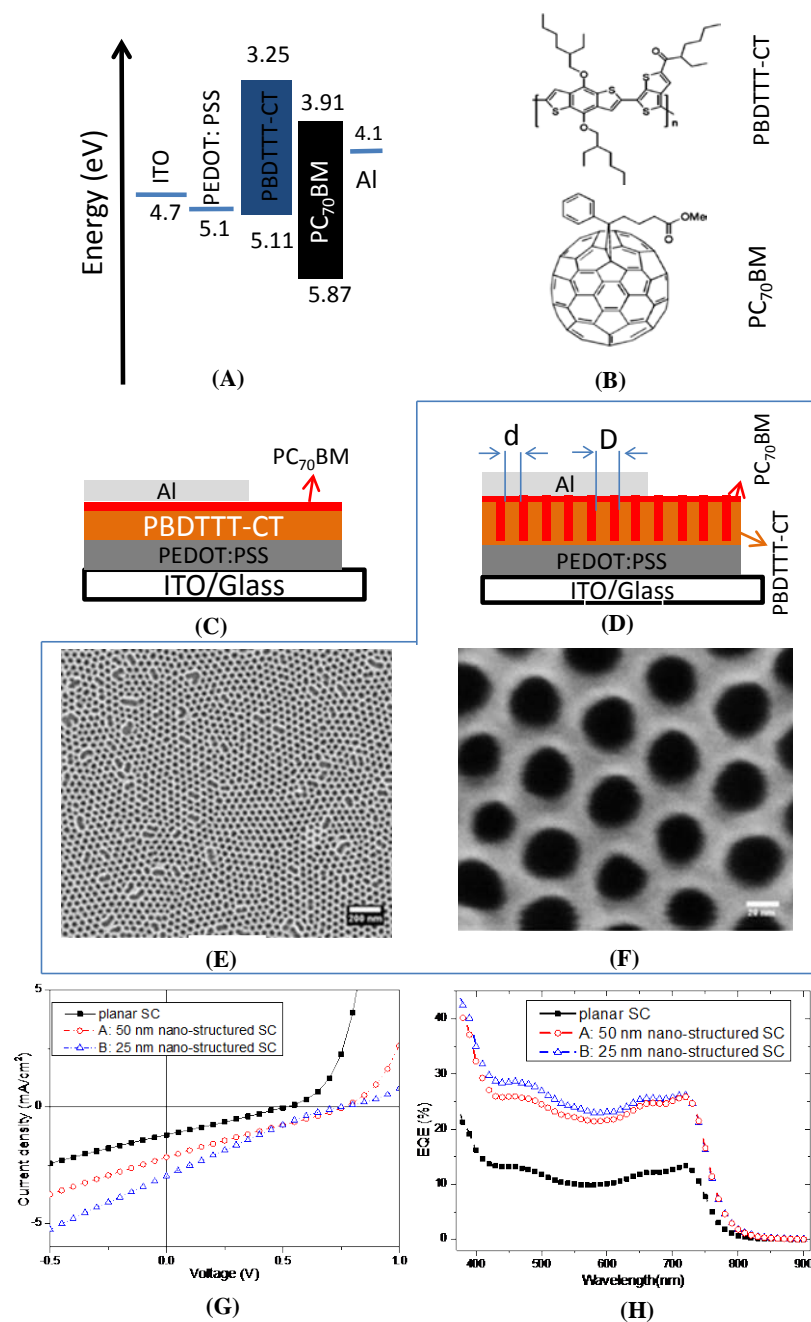 Energy (eV)
ITO
4.7
PEDOT: PSS
5.1
3.25
PBDTTT-CT
5.11
3.91
PC70BM
5.87
4.1
Al
(A)
O
O
O
S
S
S
S
n
PBDTTT-CT
OMe
O
PC70BM
(B)
PC70BM
Al
PBDTTT-CT
PEDOT:PSS
ITO/Glass
(C)
d
D
Al
PC70BM
PBDTTT-CT
PEDOT:PSS
ITO/Glass
(D)
200 nm
(E)
20 nm
(F)
planar SC
A: 50 nm nano-structured SC
B: 25 nm nano-structured SC
Current density (mA/cm²)
5
0
-5
-0.5
0.0
0.5
1.0
Voltage (V)
(G)
planar SC
A: 50 nm nano-structured SC
B: 25 nm nano-structured SC
EQE (%)
40
30
20
10
0
400
500
600
700
800
900
Wavelength(nm)
(H)